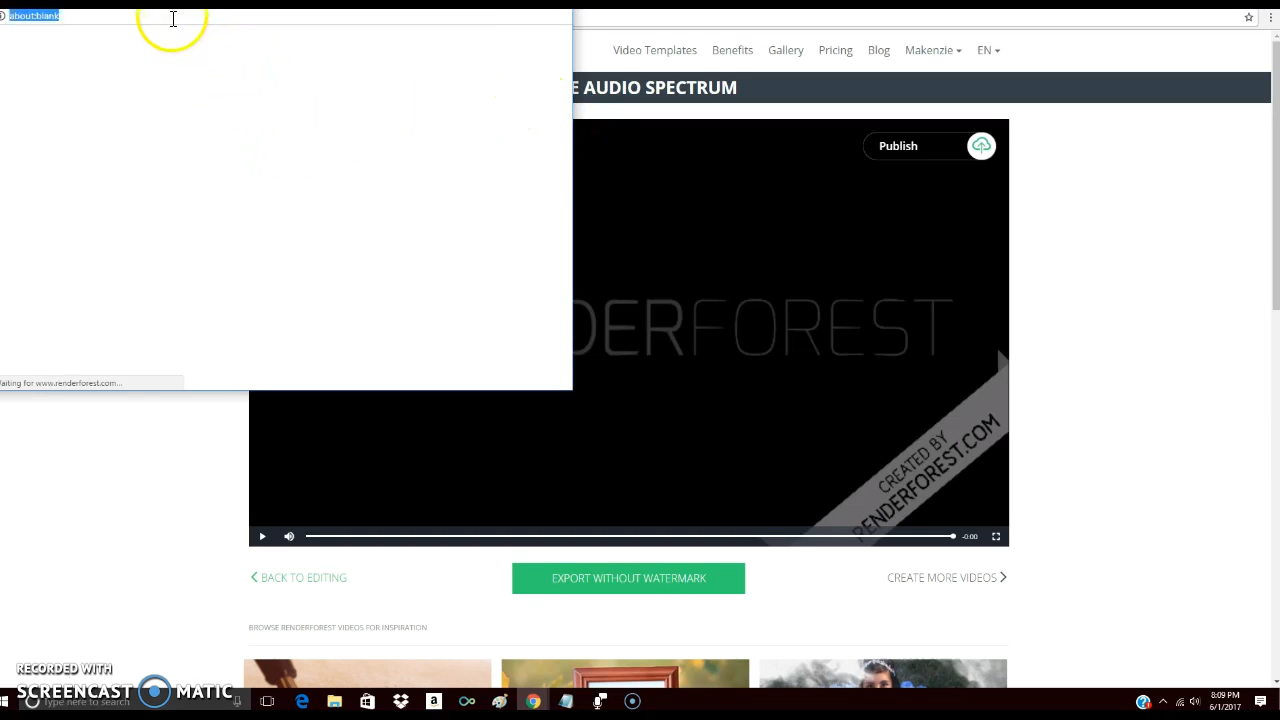 about:blank
Video Templates Benefits Gallery Pricing Blog Makenzie EN
E AUDIO SPECTRUM
Publish
DERFOREST
CREATED BY
RENDERFOREST.COM
aiting for www.renderforest.com...
-0:00
BACK TO EDITING
EXPORT WITHOUT WATERMARK
CREATE MORE VIDEOS
BROWSE RENDERFOREST VIDEOS FOR INSPIRATION
RECORDED WITH
SCREENCAST MATIC
Type here to search
8:09 PM
6/1/2017